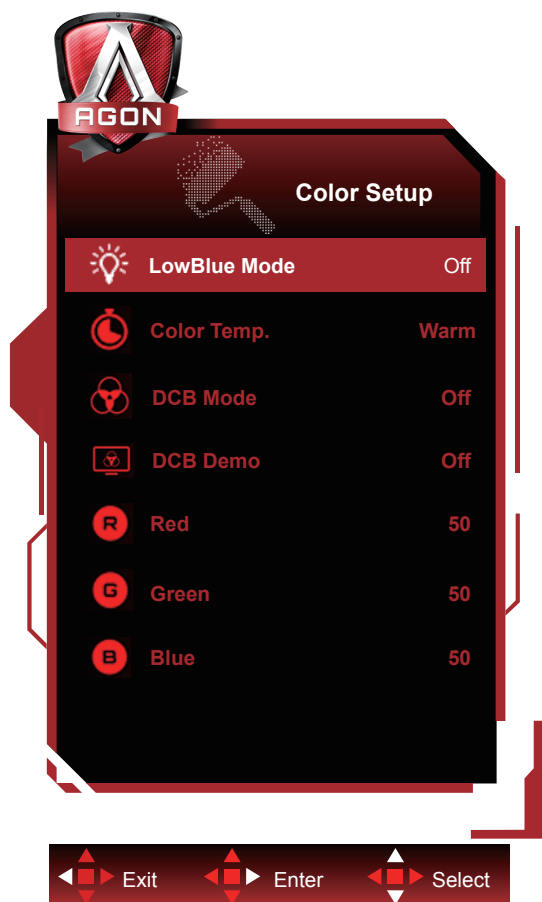 AGON
Color Setup
LowBlue Mode Off
Color Temp. Warm
DCB Mode Off
DCB Demo Off
R Red 50
G Green 50
B Blue 50
Exit Enter Select